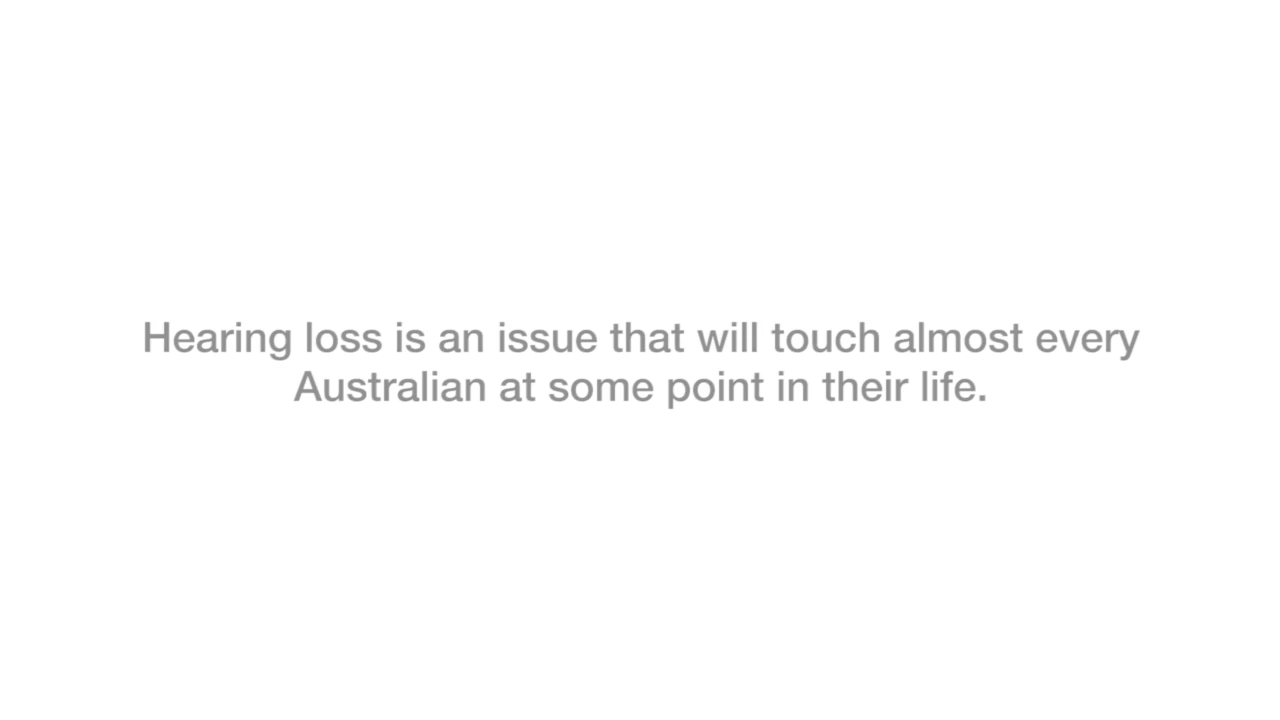 Hearing loss is an issue that will touch almost every
Australian at some point in their life.